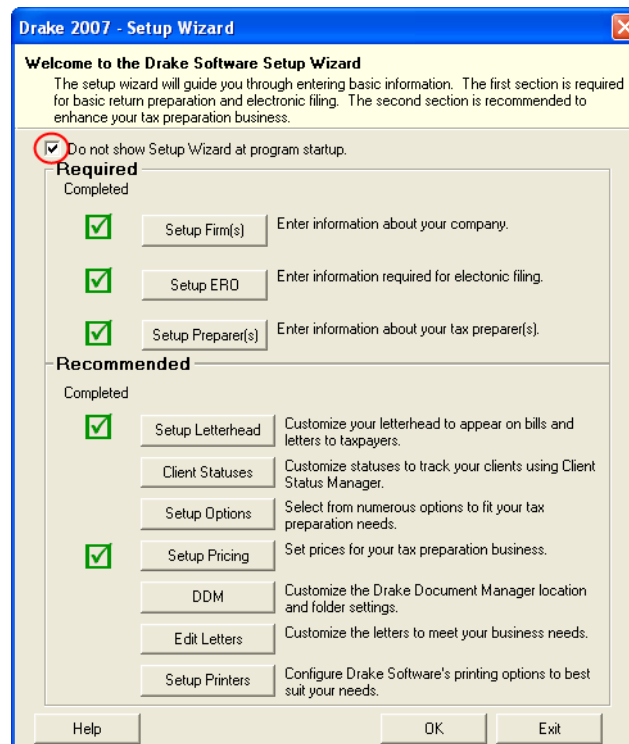 Drake 2007 - Setup Wizard
Welcome to the Drake Software Setup Wizard
The setup wizard will guide you through entering basic information. The first section is required
for basic return preparation and electronic filing. The second section is recommended to
enhance your tax preparation business.
Do not show Setup Wizard at program startup.
Required
Completed
Setup Firm(s) Enter information about your company.
Setup ERO Enter information required for electonic filing.
Setup Preparer(s) Enter information about your tax preparer(s).
Recommended
Completed
Setup Letterhead Customize your letterhead to appear on bills and
letters to taxpayers.
Client Statuses Customize statuses to track your clients using Client
Status Manager.
Setup Options Select from numerous options to fit your tax
preparation needs.
Setup Pricing Set prices for your tax preparation business.
DDM Customize the Drake Document Manager location
and folder settings.
Edit Letters Customize the letters to meet your business needs.
Setup Printers Configure Drake Software's printing options to best
suit your needs.
Help OK Exit